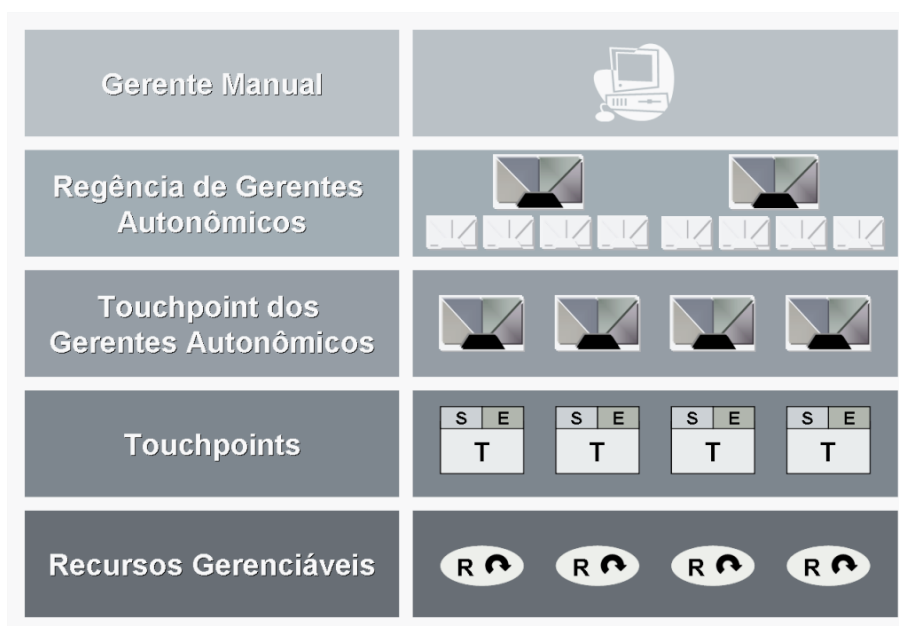 Gerente Manual
Regência de Gerentes
Autonômicos
Touchpoint dos
Gerentes Autonômicos
Touchpoints
S E S E S E S E
T T T T
Recursos Gerenciáveis
R R R R